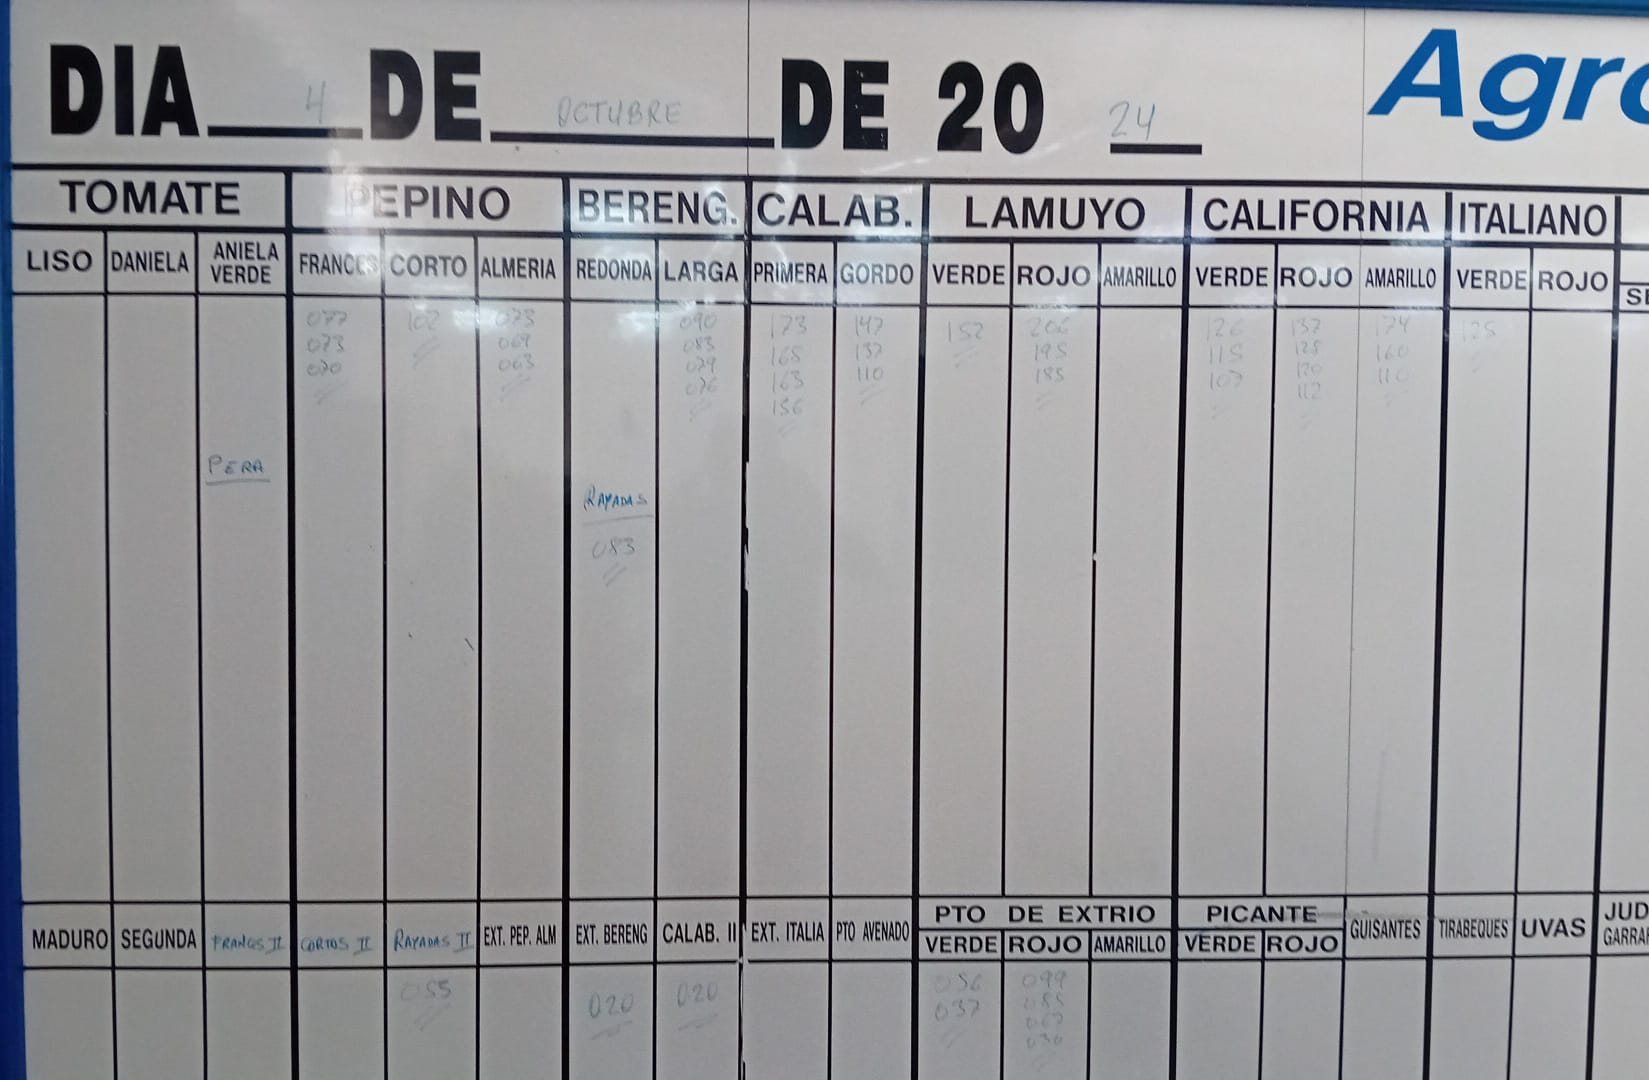 DIA 4 DE OCTUBRE DE 20 24
Agro
TOMATE PEPINO BERENG. CALAB. LAMUYO CALIFORNIA ITALIANO
LISO DANIELA ANIELA VERDE FRANCES CORTO ALMERIA REDONDA LARGA PRIMERA GORDO VERDE ROJO AMARILLO VERDE ROJO AMARILLO VERDE ROJO
077 102 073 090 173 147 152 206 126 137 174 125
073 069 083 165 137 195 115 125 160
070 063 079 163 110 185 107 120 110
076 156 112
PERA
RAYADAS
083
PTO DE EXTRIO PICANTE
MADURO SEGUNDA FRANCES II CORTOS II RAYADAS II EXT. PEP. ALM EXT. BERENG CALAB. II EXT. ITALIA PTO AVENADO VERDE ROJO AMARILLO VERDE ROJO GUISANTES TIRABEQUES UVAS JUD
055 020 020 056 099
037 085
067
030